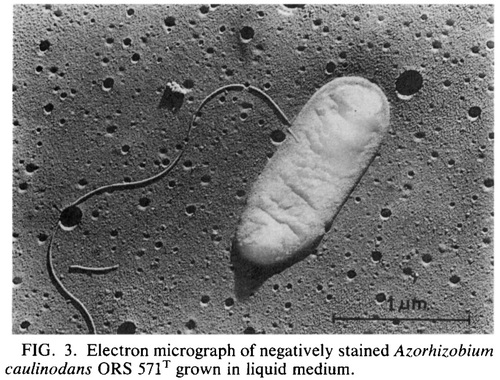 1 µm
FIG. 3. Electron micrograph of negatively stained Azorhizobium
caulinodans ORS 571ᵀ grown in liquid medium.